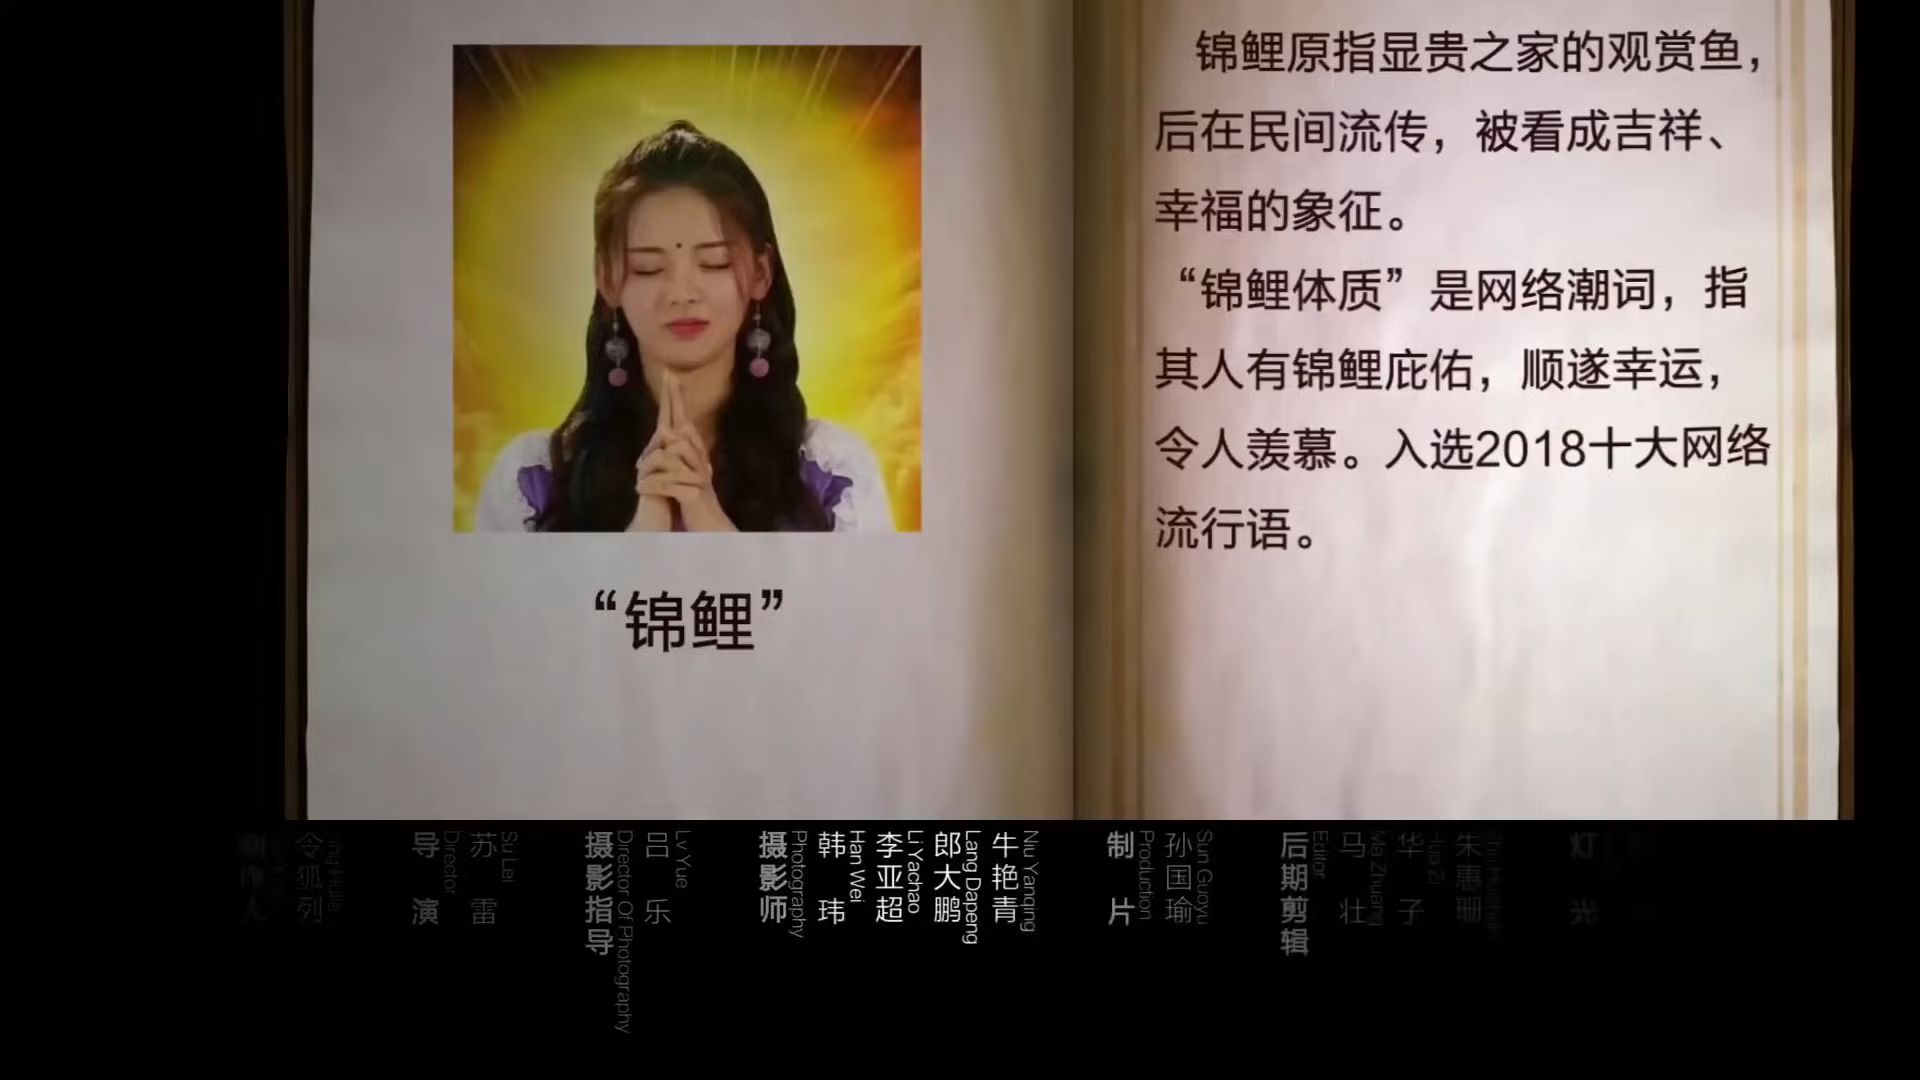 “锦鲤”
锦鲤原指显贵之家的观赏鱼，
后在民间流传，被看成吉祥、
幸福的象征。
“锦鲤体质”是网络潮词，指
其人有锦鲤庇佑，顺遂幸运，
令人羡慕。入选2018十大网络
流行语。
令狐列
导演
Director
苏雷
Su Lei
摄影指导
Director Of Photography
吕乐
Lv Yue
摄影师
Photography
韩玮
Han Wei
李亚超
Li Yachao
郎大鹏
Lang Dapeng
牛艳青
Niu Yanqing
制片
Production
孙国瑜
Sun Guoyu
后期剪辑
Editor
马壮
Ma Zhuang
华子
Hua Zi
朱惠珊
灯光